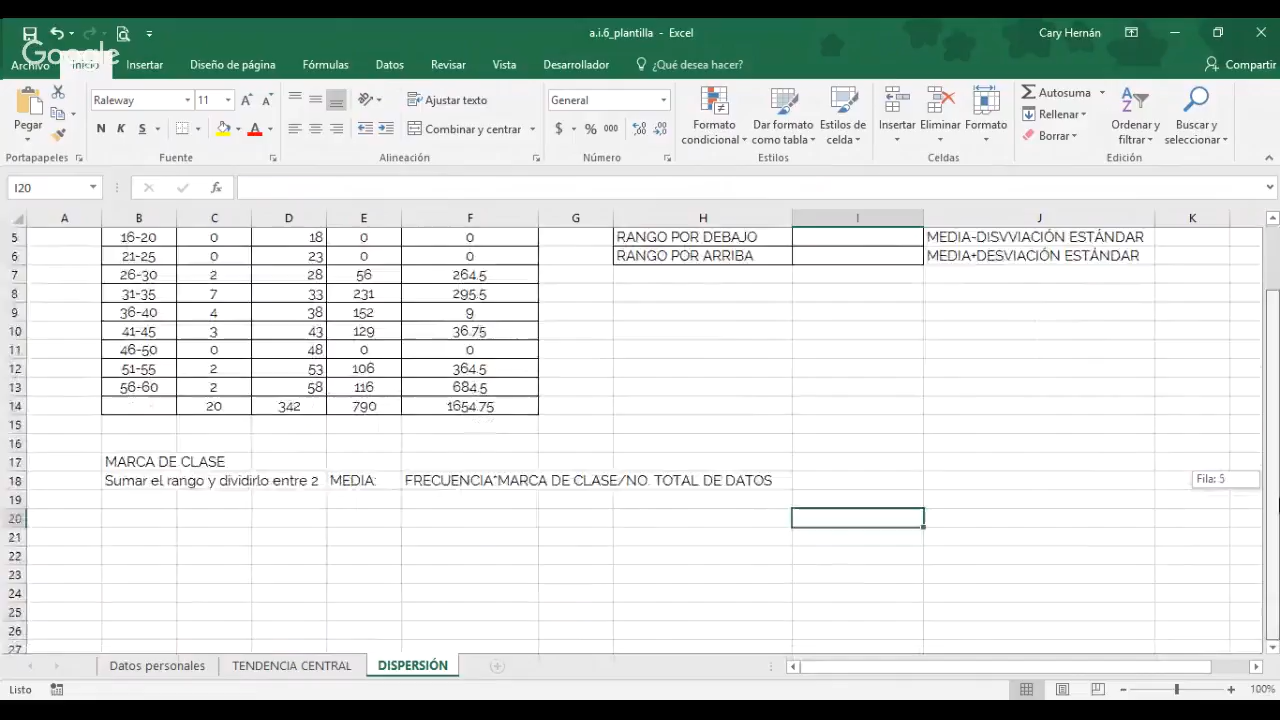 a.i.6_plantilla - Excel
Cary Hernán
Google
Archivo Inicio Insertar Diseño de página Fórmulas Datos Revisar Vista Desarrollador ¿Qué desea hacer? Compartir
Pegar
Raleway 11
N K S
Ajustar texto
Combinar y centrar
General
$ % 000
Formato condicional
Dar formato como tabla
Estilos de celda
Insertar Eliminar Formato
Autosuma
Rellenar
Borrar
Ordenar y filtrar
Buscar y seleccionar
Portapapeles Fuente Alineación Número Estilos Celdas Edición
I20 fx
A B C D E F G H I J K
5 16-20 0 18 0 0 RANGO POR DEBAJO MEDIA-DISVVIACIÓN ESTÁNDAR
6 21-25 0 23 0 0 RANGO POR ARRIBA MEDIA+DESVIACIÓN ESTÁNDAR
7 26-30 2 28 56 264.5
8 31-35 7 33 231 295.5
9 36-40 4 38 152 9
10 41-45 3 43 129 36.75
11 46-50 0 48 0 0
12 51-55 2 53 106 364.5
13 56-60 2 58 116 684.5
14 20 342 790 1654.75
15
16
17 MARCA DE CLASE
18 Sumar el rango y dividirlo entre 2 MEDIA: FRECUENCIA*MARCA DE CLASE/NO. TOTAL DE DATOS Fila: 5
19
20
21
22
23
24
25
26
27
Datos personales TENDENCIA CENTRAL DISPERSIÓN
Listo 100%